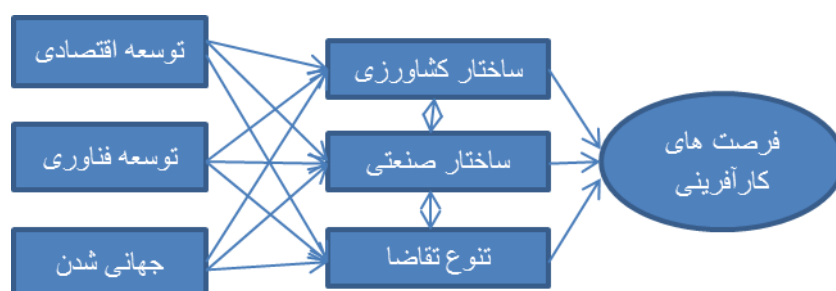 توسعه اقتصادی
توسعه فناوری
جهانی شدن
ساختار کشاورزی
ساختار صنعتی
تنوع تقاضا
فرصت های
کارآفرینی